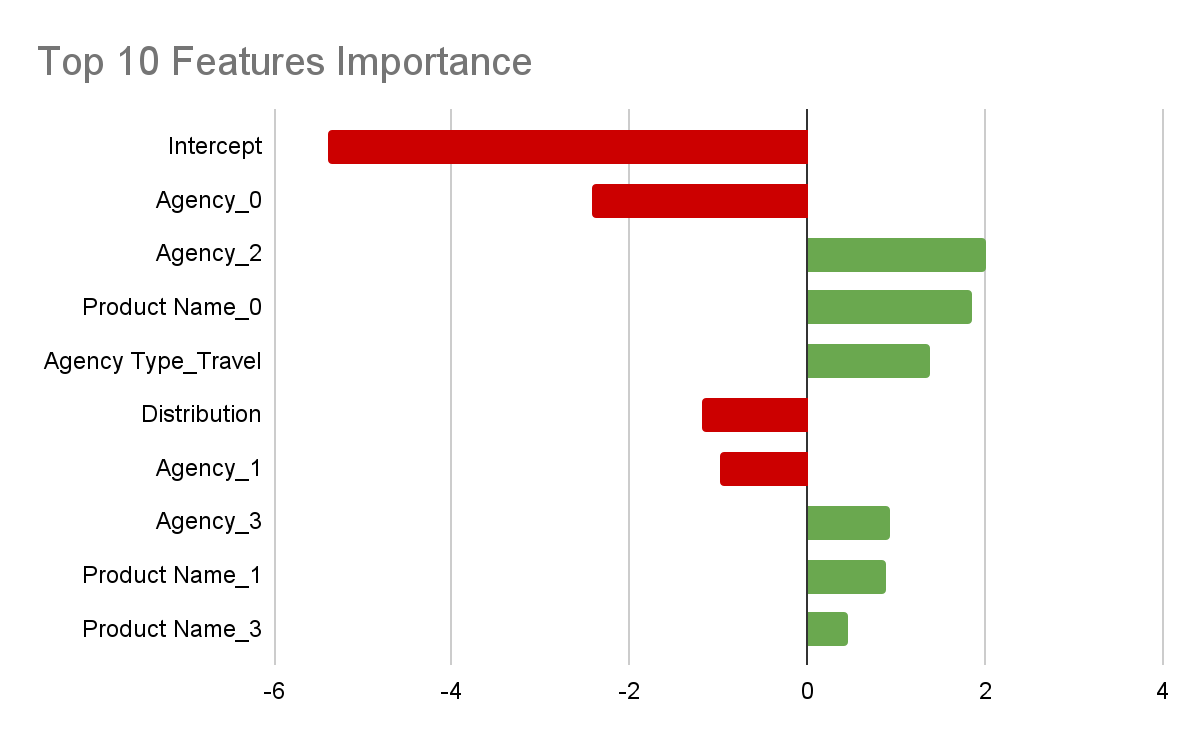 Top 10 Features Importance
Intercept
Agency_0
Agency_2
Product Name_0
Agency Type_Travel
Distribution
Agency_1
Agency_3
Product Name_1
Product Name_3
-6 -4 -2 0 2 4